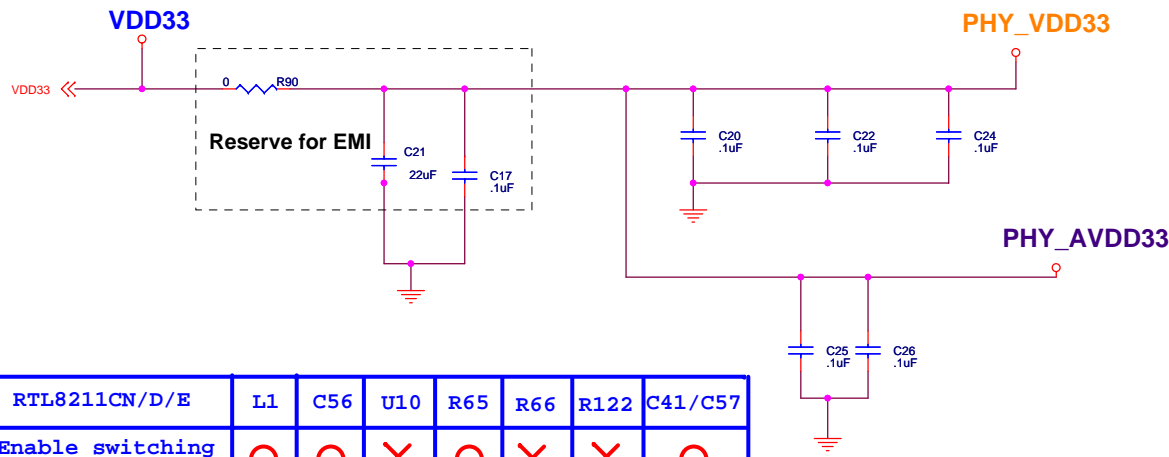 VDD33
PHY_VDD33
VDD33
0
R90
Reserve for EMI
C21
22uF
C17
.1uF
C20
.1uF
C22
.1uF
C24
.1uF
PHY_AVDD33
C25
.1uF
C26
.1uF
RTL8211CN/D/E L1 C56 U10 R65 R66 R122 C41/C57
Enable switching